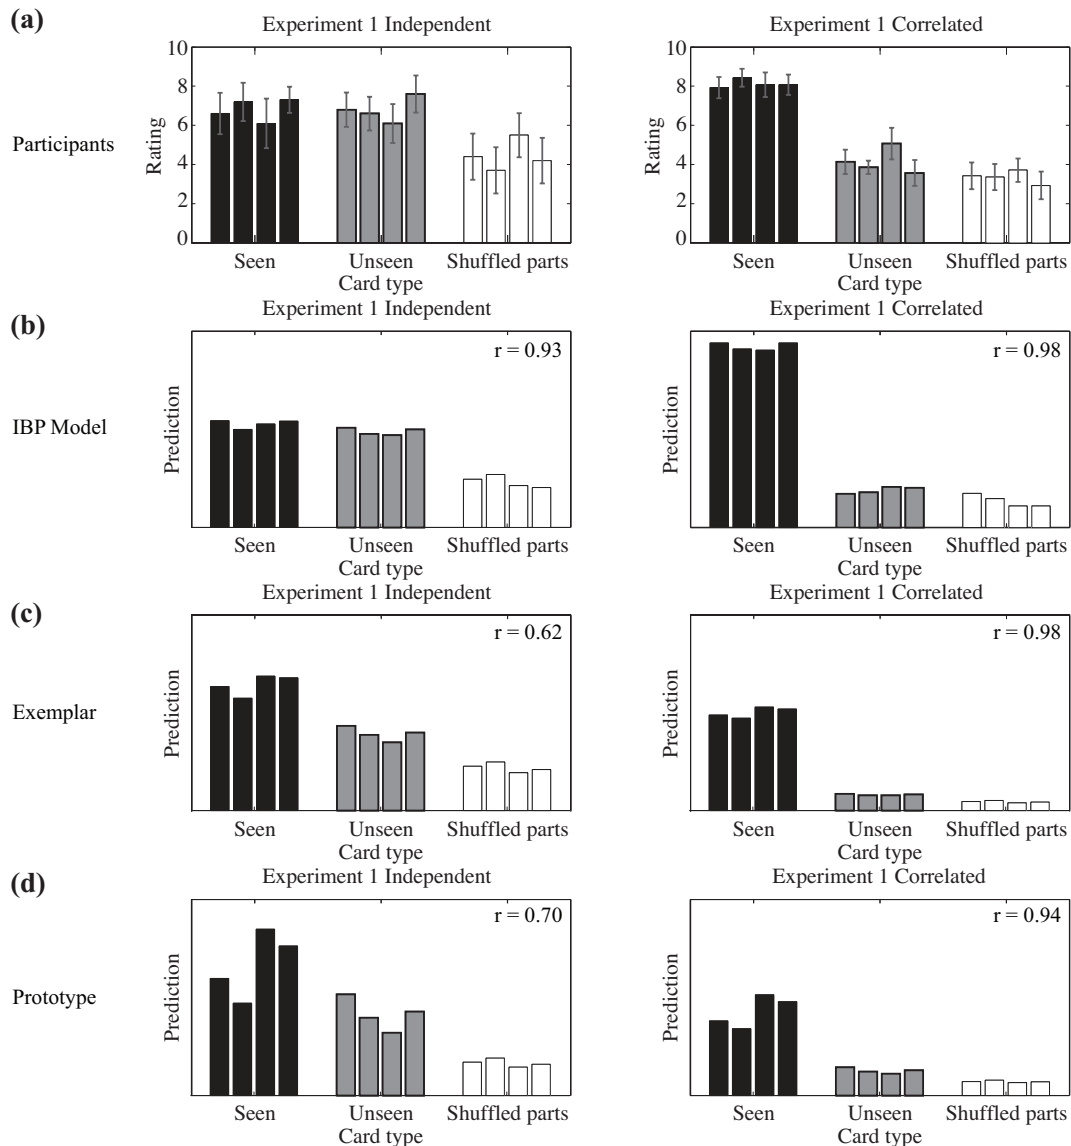 (a)
Experiment 1 Independent
Experiment 1 Correlated
Participants
Rating
10
8
6
4
2
0
Seen
Unseen
Shuffled parts
Card type
Rating
10
8
6
4
2
0
Seen
Unseen
Shuffled parts
Card type
(b)
Experiment 1 Independent
Experiment 1 Correlated
IBP Model
Prediction
r = 0.93
Seen
Unseen
Shuffled parts
Card type
Prediction
r = 0.98
Seen
Unseen
Shuffled parts
Card type
(c)
Experiment 1 Independent
Experiment 1 Correlated
Exemplar
Prediction
r = 0.62
Seen
Unseen
Shuffled parts
Card type
Prediction
r = 0.98
Seen
Unseen
Shuffled parts
Card type
(d)
Experiment 1 Independent
Experiment 1 Correlated
Prototype
Prediction
r = 0.70
Seen
Unseen
Shuffled parts
Card type
Prediction
r = 0.94
Seen
Unseen
Shuffled parts
Card type